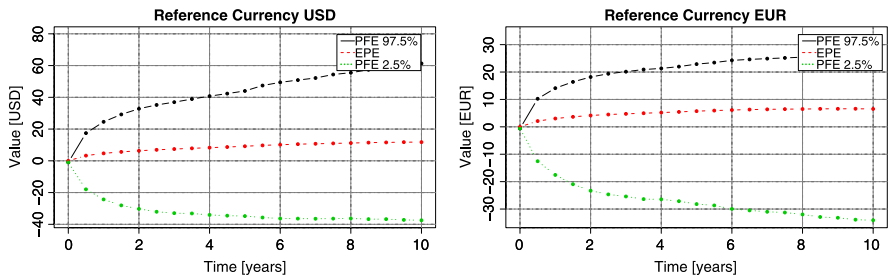 Reference Currency USD
Value [USD]
80
60
40
20
0
−20
−40
PFE 97.5%
EPE
PFE 2.5%
0 2 4 6 8 10
Time [years]
Reference Currency EUR
Value [EUR]
30
20
10
0
−10
−20
−30
PFE 97.5%
EPE
PFE 2.5%
0 2 4 6 8 10
Time [years]